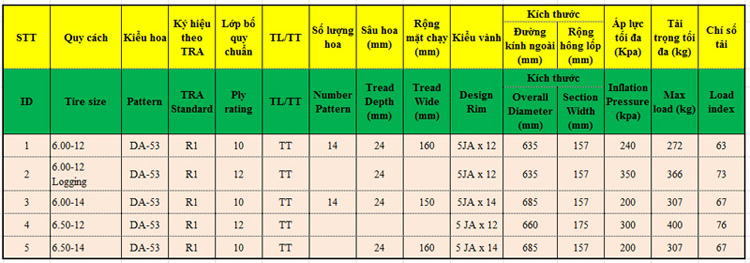 STT | Quy cách | Kiểu hoa | Ký hiệu theo TRA | Lớp bố quy chuẩn | TL/TT | Số lượng hoa | Sâu hoa (mm) | Rộng mặt chạy (mm) | Kiểu vành | Kích thước | Áp lực tối đa (Kpa) | Tải trọng tối đa (kg) | Chỉ số tải
Đường kính ngoài (mm) | Rộng hông lốp (mm)
ID | Tire size | Pattern | TRA Standard | Ply rating | TL/TT | Number Pattern | Tread Depth (mm) | Tread Wide (mm) | Design Rim | Kích thước | Inflation Pressure (kpa) | Max load (kg) | Load index
Overall Diameter (mm) | Section Width (mm)
1 | 6.00-12 | DA-53 | R1 | 10 | TT | 14 | 24 | 160 | 5JA x 12 | 635 | 157 | 240 | 272 | 63
2 | 6.00-12 Logging | DA-53 | R1 | 12 | TT | | 24 | | 5JA x 12 | 635 | 157 | 350 | 366 | 73
3 | 6.00-14 | DA-53 | R1 | 10 | TT | 14 | 24 | 150 | 5JA x 14 | 685 | 157 | 200 | 307 | 67
4 | 6.50-12 | DA-53 | R1 | 12 | TT | | | | 5 JA x 12 | 660 | 175 | 300 | 400 | 76
5 | 6.50-14 | DA-53 | R1 | 10 | TT | | 24 | 160 | 5 JA x 14 | 685 | 157 | 200 | 307 | 67